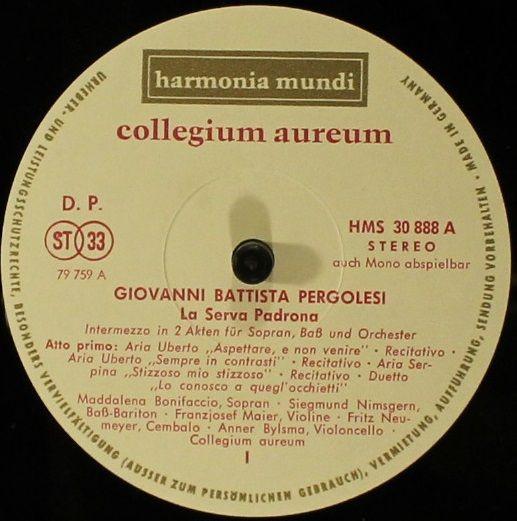 harmonia mundi
collegium aureum
D. P.
ST 33
79 759 A
HMS 30 888 A
STEREO
auch Mono abspielbar
GIOVANNI BATTISTA PERGOLESI
La Serva Padrona
Intermezzo in 2 Akten für Sopran, Baß und Orchester
Atto primo: Aria Uberto „Aspettare, e non venire" · Recitativo ·
Aria Uberto „Sempre in contrasti" · Recitativo · Aria Ser-
pina „Stizzoso mio stizzoso" · Recitativo · Duetto
„Lo conosco a quegl'occhietti"
Maddalena Bonifaccio, Sopran · Siegmund Nimsgern,
Baß-Bariton · Franzjosef Maier, Violine · Fritz Neu-
meyer, Cembalo · Anner Bylsma, Violoncello ·
Collegium aureum
I
URHEBER- UND LEISTUNGSSCHUTZRECHTE, BESONDERS VERVIELFÄLTIGUNG (AUSSER ZUM PERSÖNLICHEN GEBRAUCH), VERMIETUNG, AUFFÜHRUNG, SENDUNG VORBEHALTEN · MADE IN GERMANY